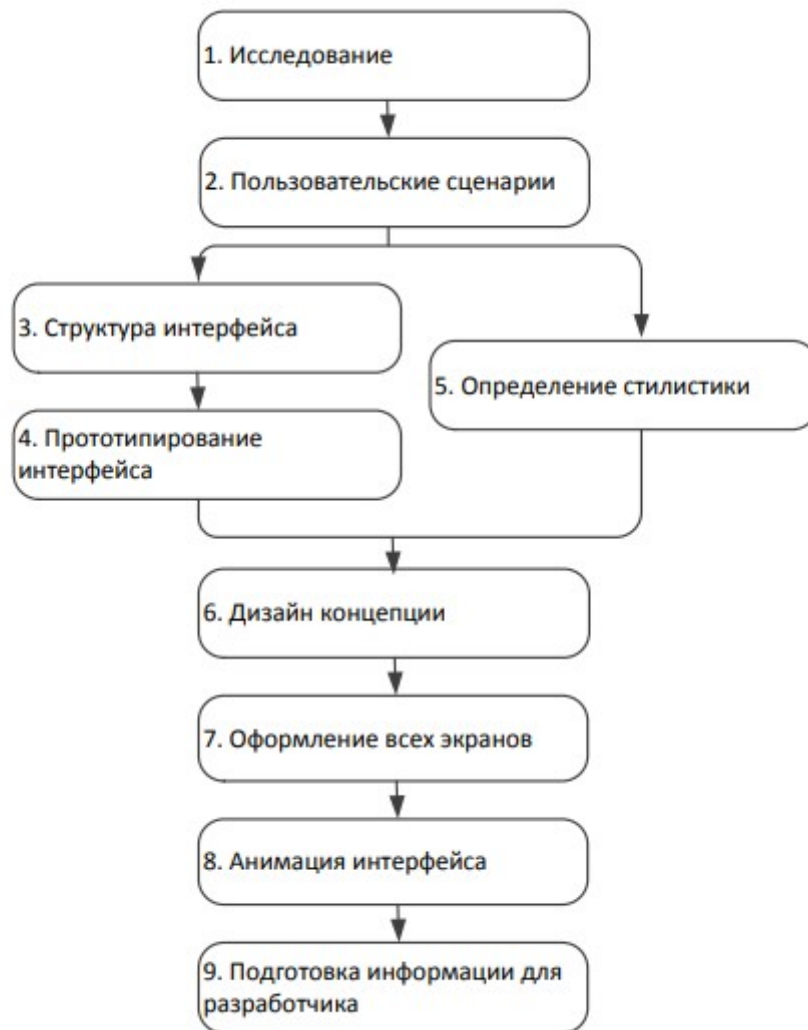 1. Исследование
2. Пользовательские сценарии
3. Структура интерфейса
4. Прототипирование
интерфейса
5. Определение стилистики
6. Дизайн концепции
7. Оформление всех экранов
8. Анимация интерфейса
9. Подготовка информации для
разработчика